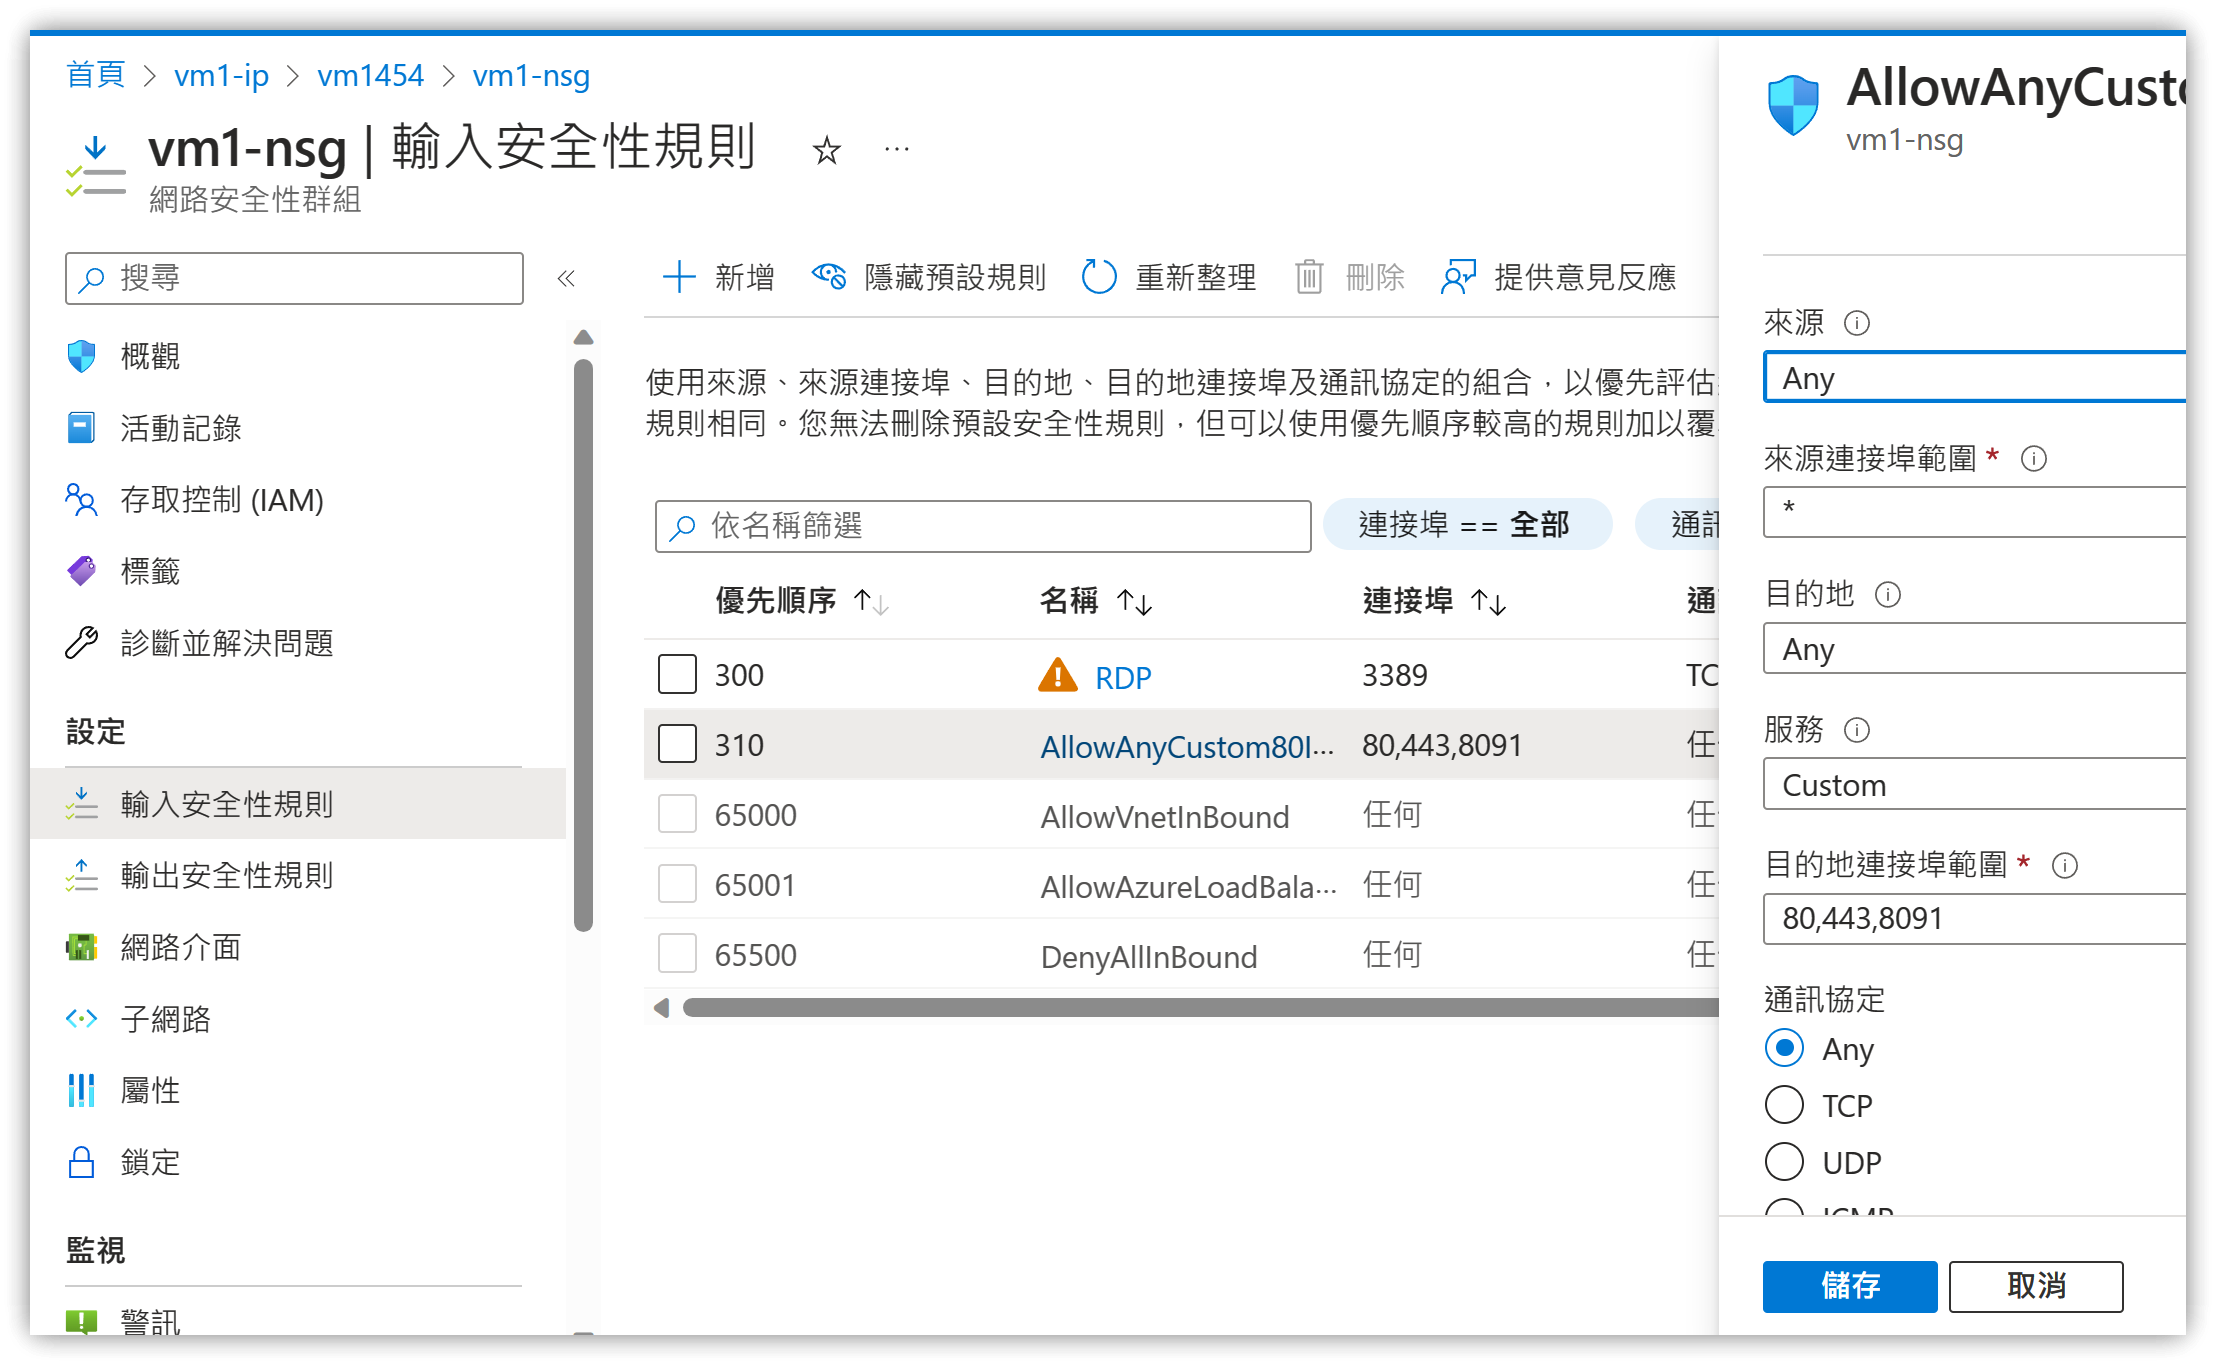 首頁 > vm1-ip > vm1454 > vm1-nsg
vm1-nsg | 輸入安全性規則 ☆ ...
網路安全性群組
搜尋 «
概觀
活動記錄
存取控制 (IAM)
標籤
診斷並解決問題
設定
輸入安全性規則
輸出安全性規則
網路介面
子網路
屬性
鎖定
監視
警訊
新增 隱藏預設規則 重新整理 刪除 提供意見反應
使用來源、來源連接埠、目的地、目的地連接埠及通訊協定的組合，以優先評估
規則相同。您無法刪除預設安全性規則，但可以使用優先順序較高的規則加以覆
依名稱篩選 連接埠 == 全部 通訊
優先順序 ↑↓ 名稱 ↑↓ 連接埠 ↑↓ 通
300 RDP 3389 TC
310 AllowAnyCustom80I... 80,443,8091 任
65000 AllowVnetInBound 任何 任
65001 AllowAzureLoadBala... 任何 任
65500 DenyAllInBound 任何 任
AllowAnyCusto
vm1-nsg
來源
Any
來源連接埠範圍 *
*
目的地
Any
服務
Custom
目的地連接埠範圍 *
80,443,8091
通訊協定
Any
TCP
UDP
ICMP
儲存 取消